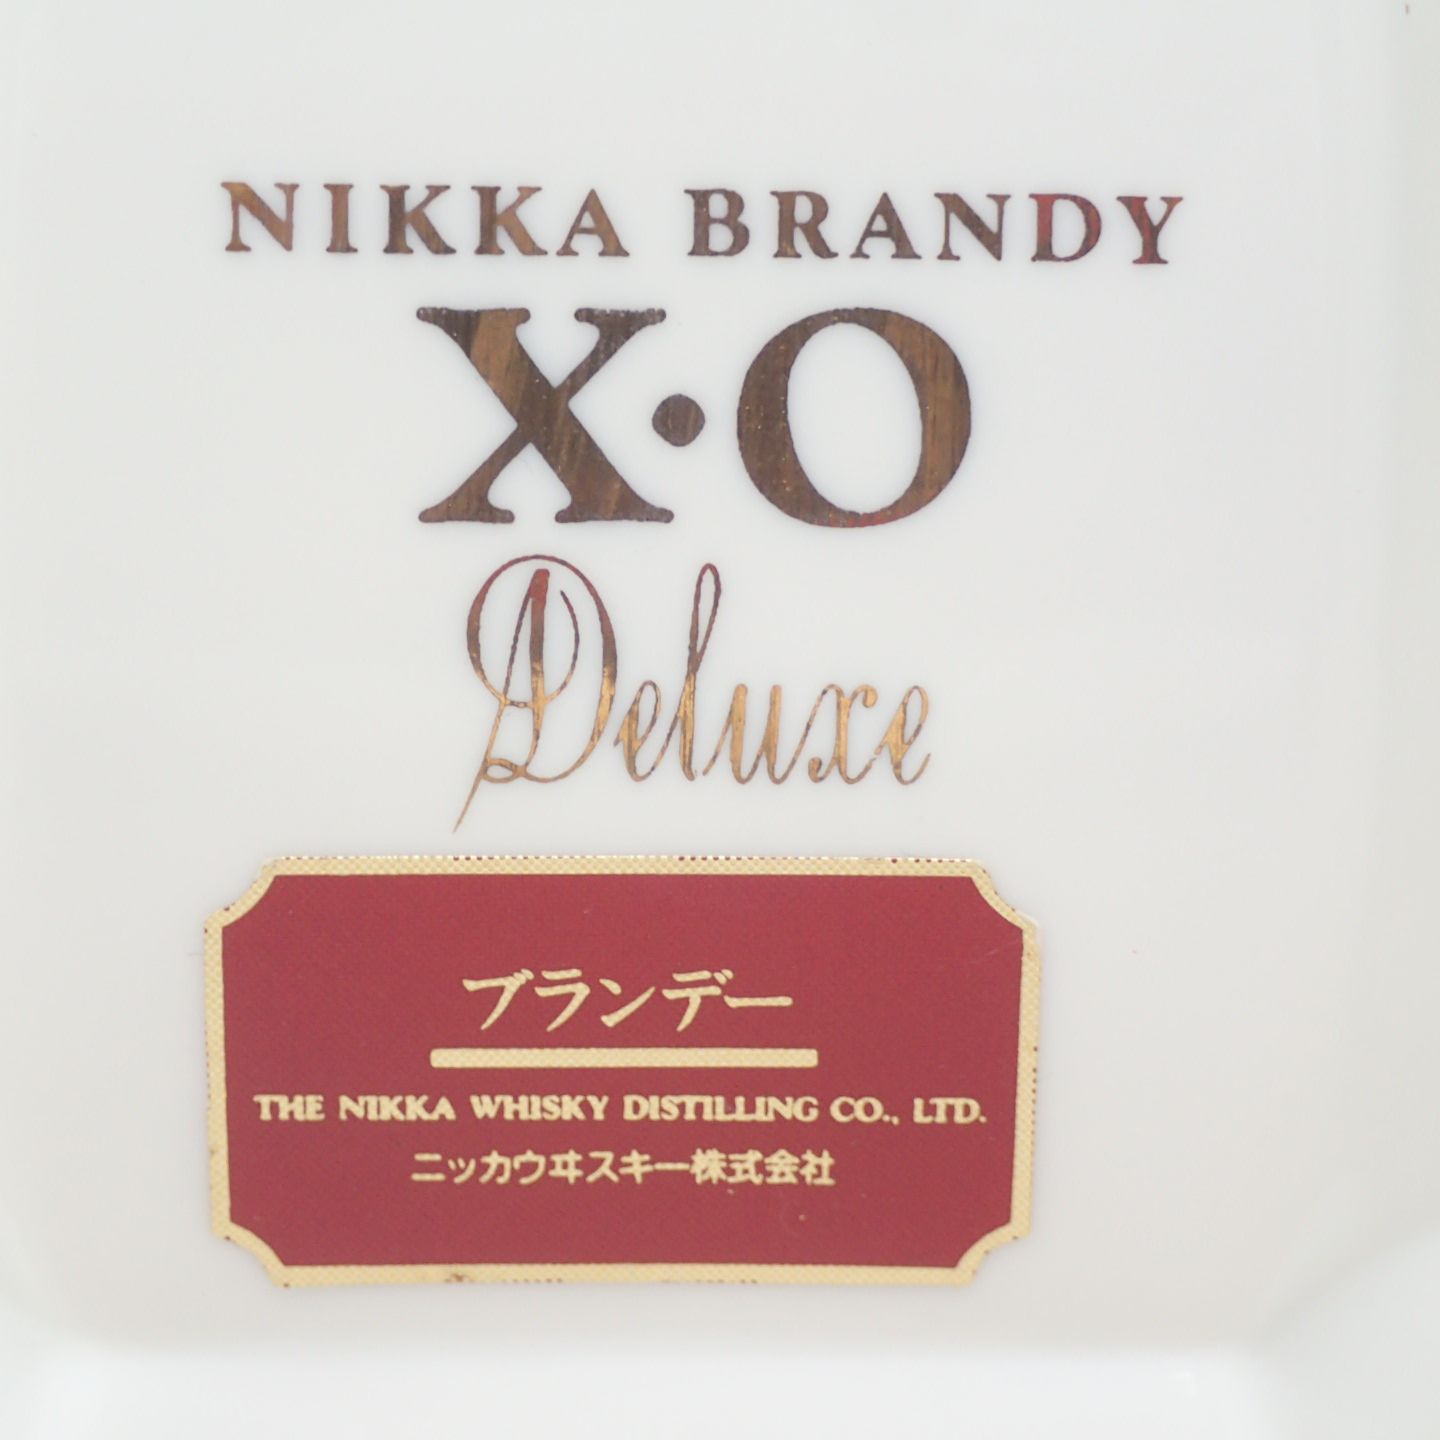 NIKKA BRANDY
X·O
Deluxe
ブランデー
THE NIKKA WHISKY DISTILLING CO., LTD.
ニッカウヰスキー株式会社